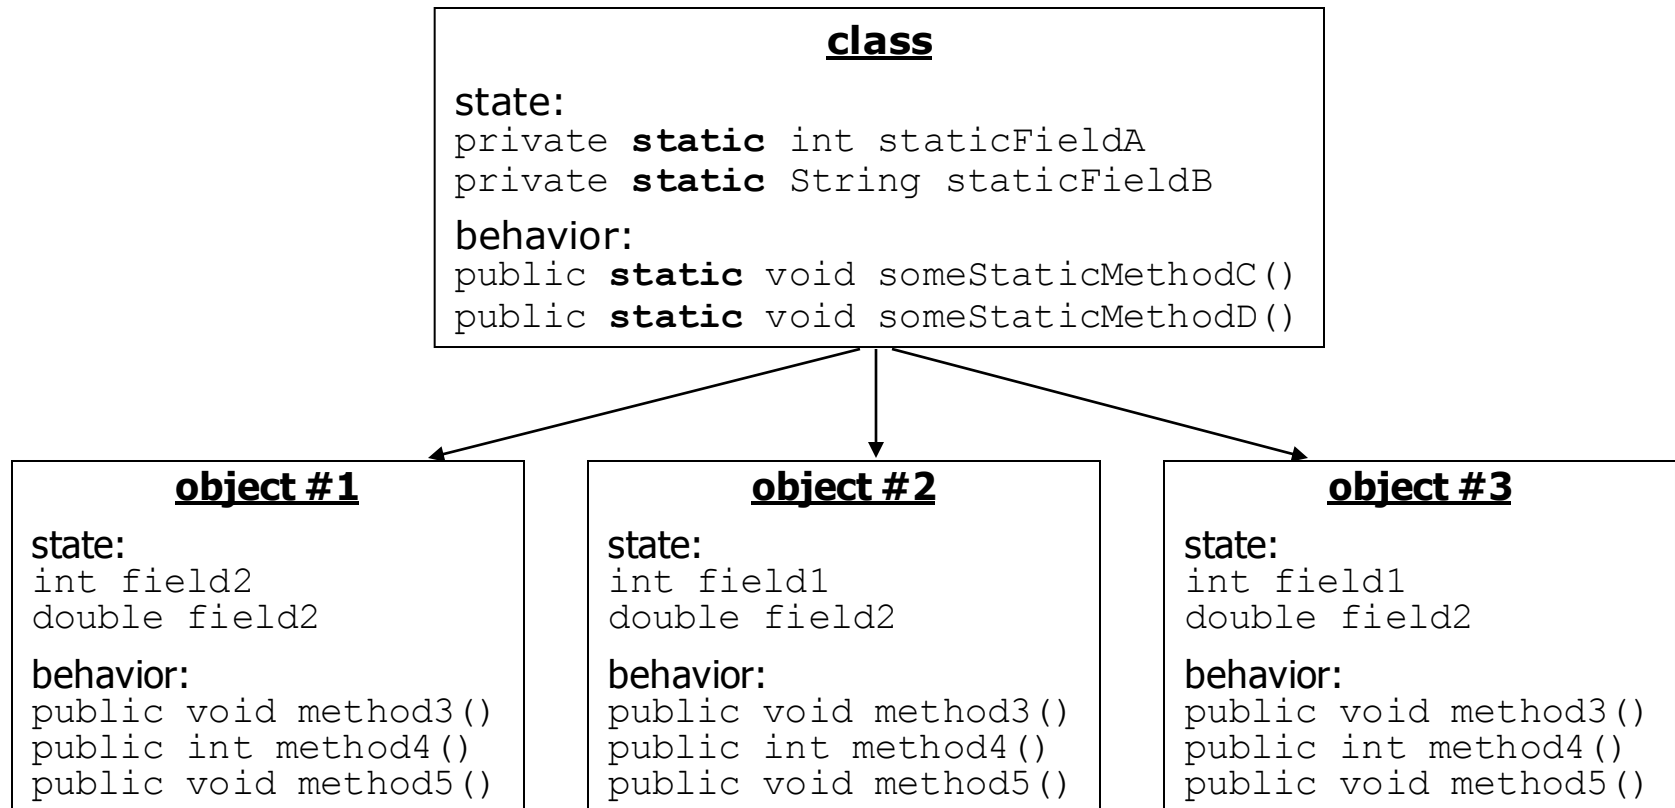 class
state:
private static int staticFieldA
private static String staticFieldB
behavior:
public static void someStaticMethodC()
public static void someStaticMethodD()
object #1
state:
int field2
double field2
behavior:
public void method3()
public int method4()
public void method5()
object #2
state:
int field1
double field2
behavior:
public void method3()
public int method4()
public void method5()
object #3
state:
int field1
double field2
behavior:
public void method3()
public int method4()
public void method5()